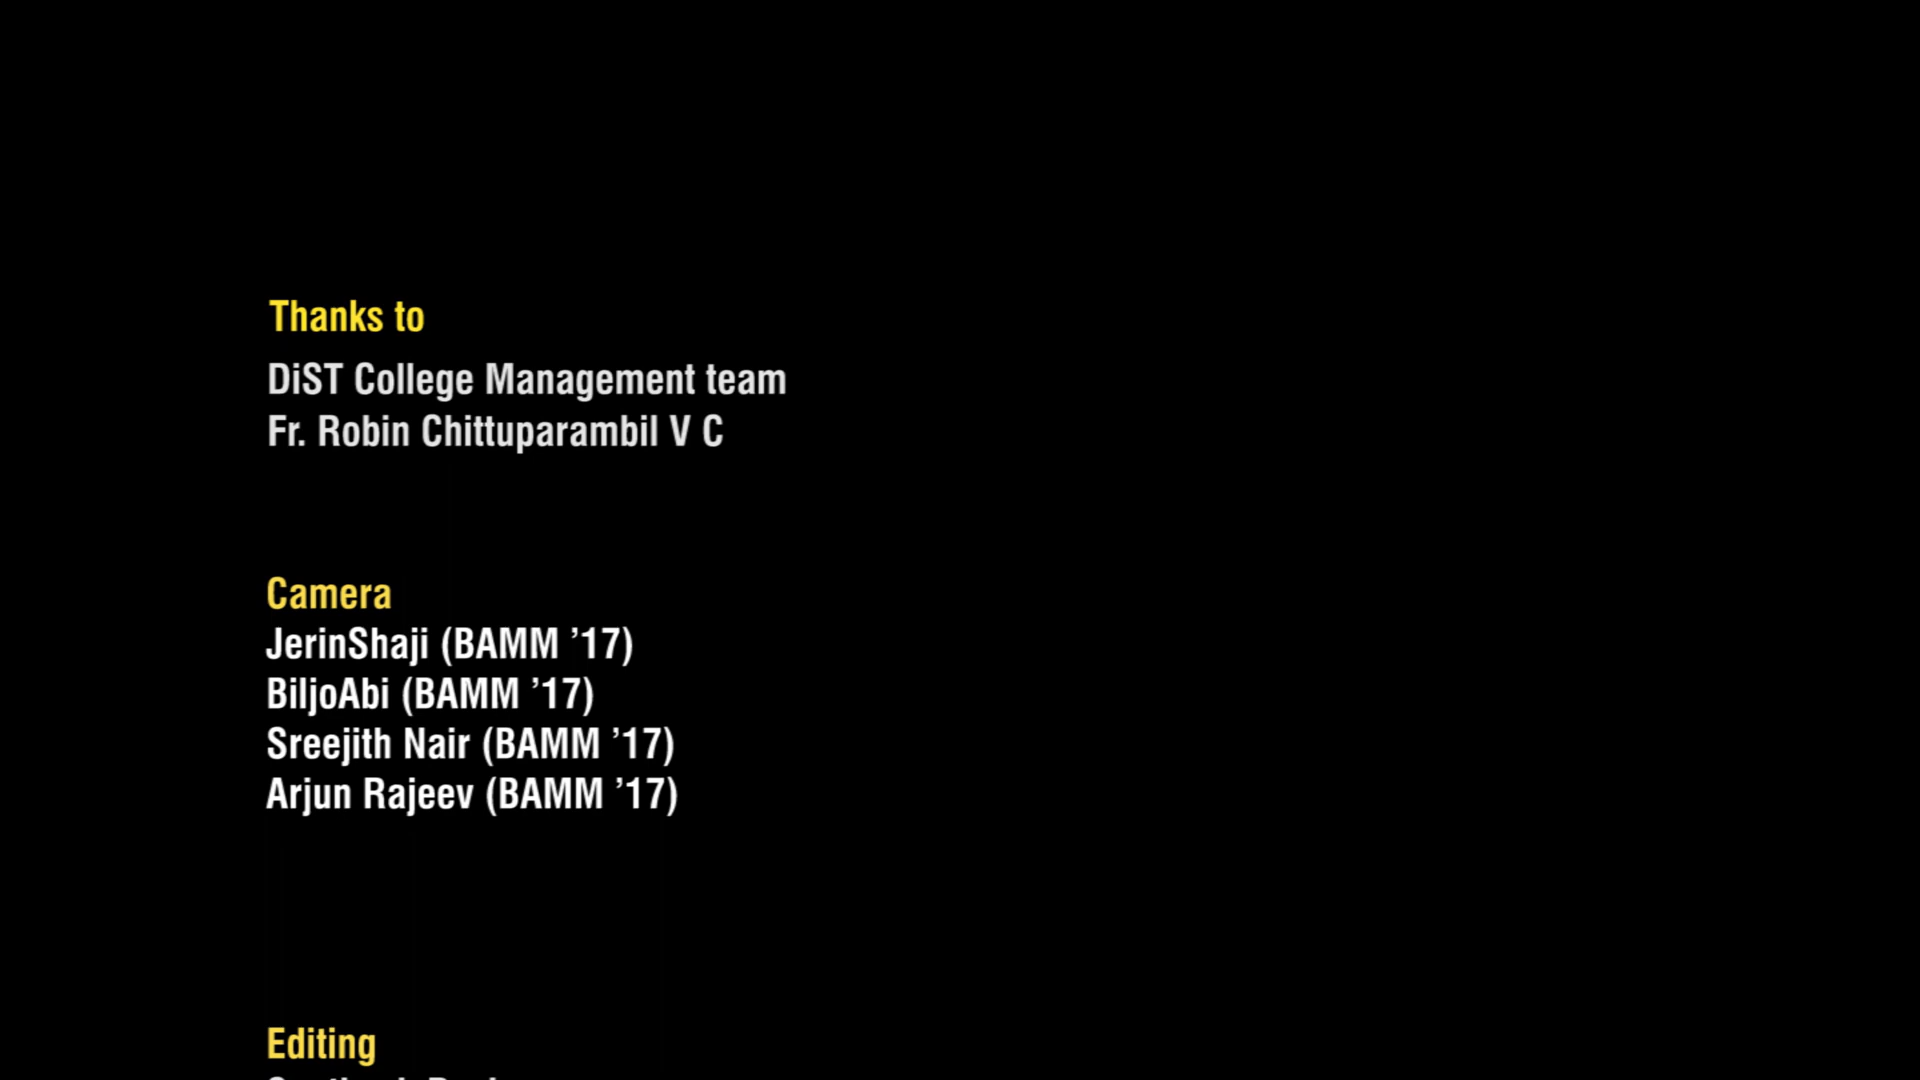 Thanks to
DiST College Management team
Fr. Robin Chittuparambil V C
Camera
JerinShaji (BAMM ’17)
BiljoAbi (BAMM ’17)
Sreejith Nair (BAMM ’17)
Arjun Rajeev (BAMM ’17)
Editing